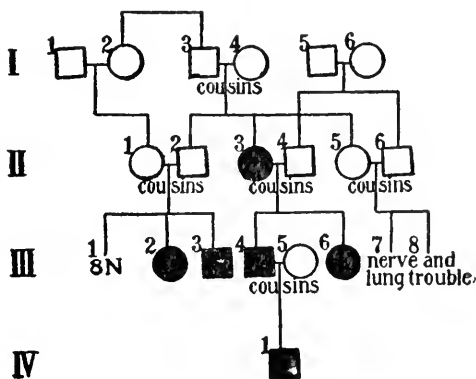 I 1 2 3 4 5 6
cousins
II 1 2 3 4 5 6
cousins cousins cousins
III 1 2 3 4 5 6 7 8
8N nerve and
cousins lung trouble,
IV 1